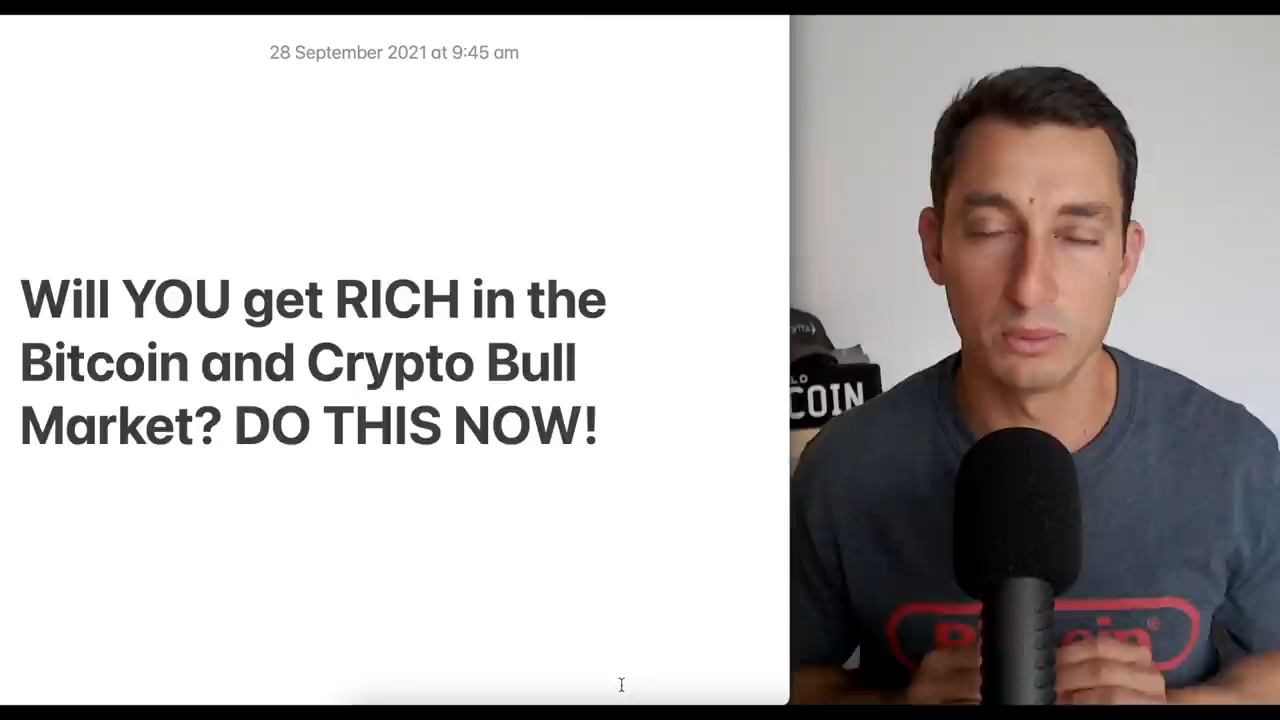 28 September 2021 at 9:45 am
Will YOU get RICH in the
Bitcoin and Crypto Bull
Market? DO THIS NOW!
COIN